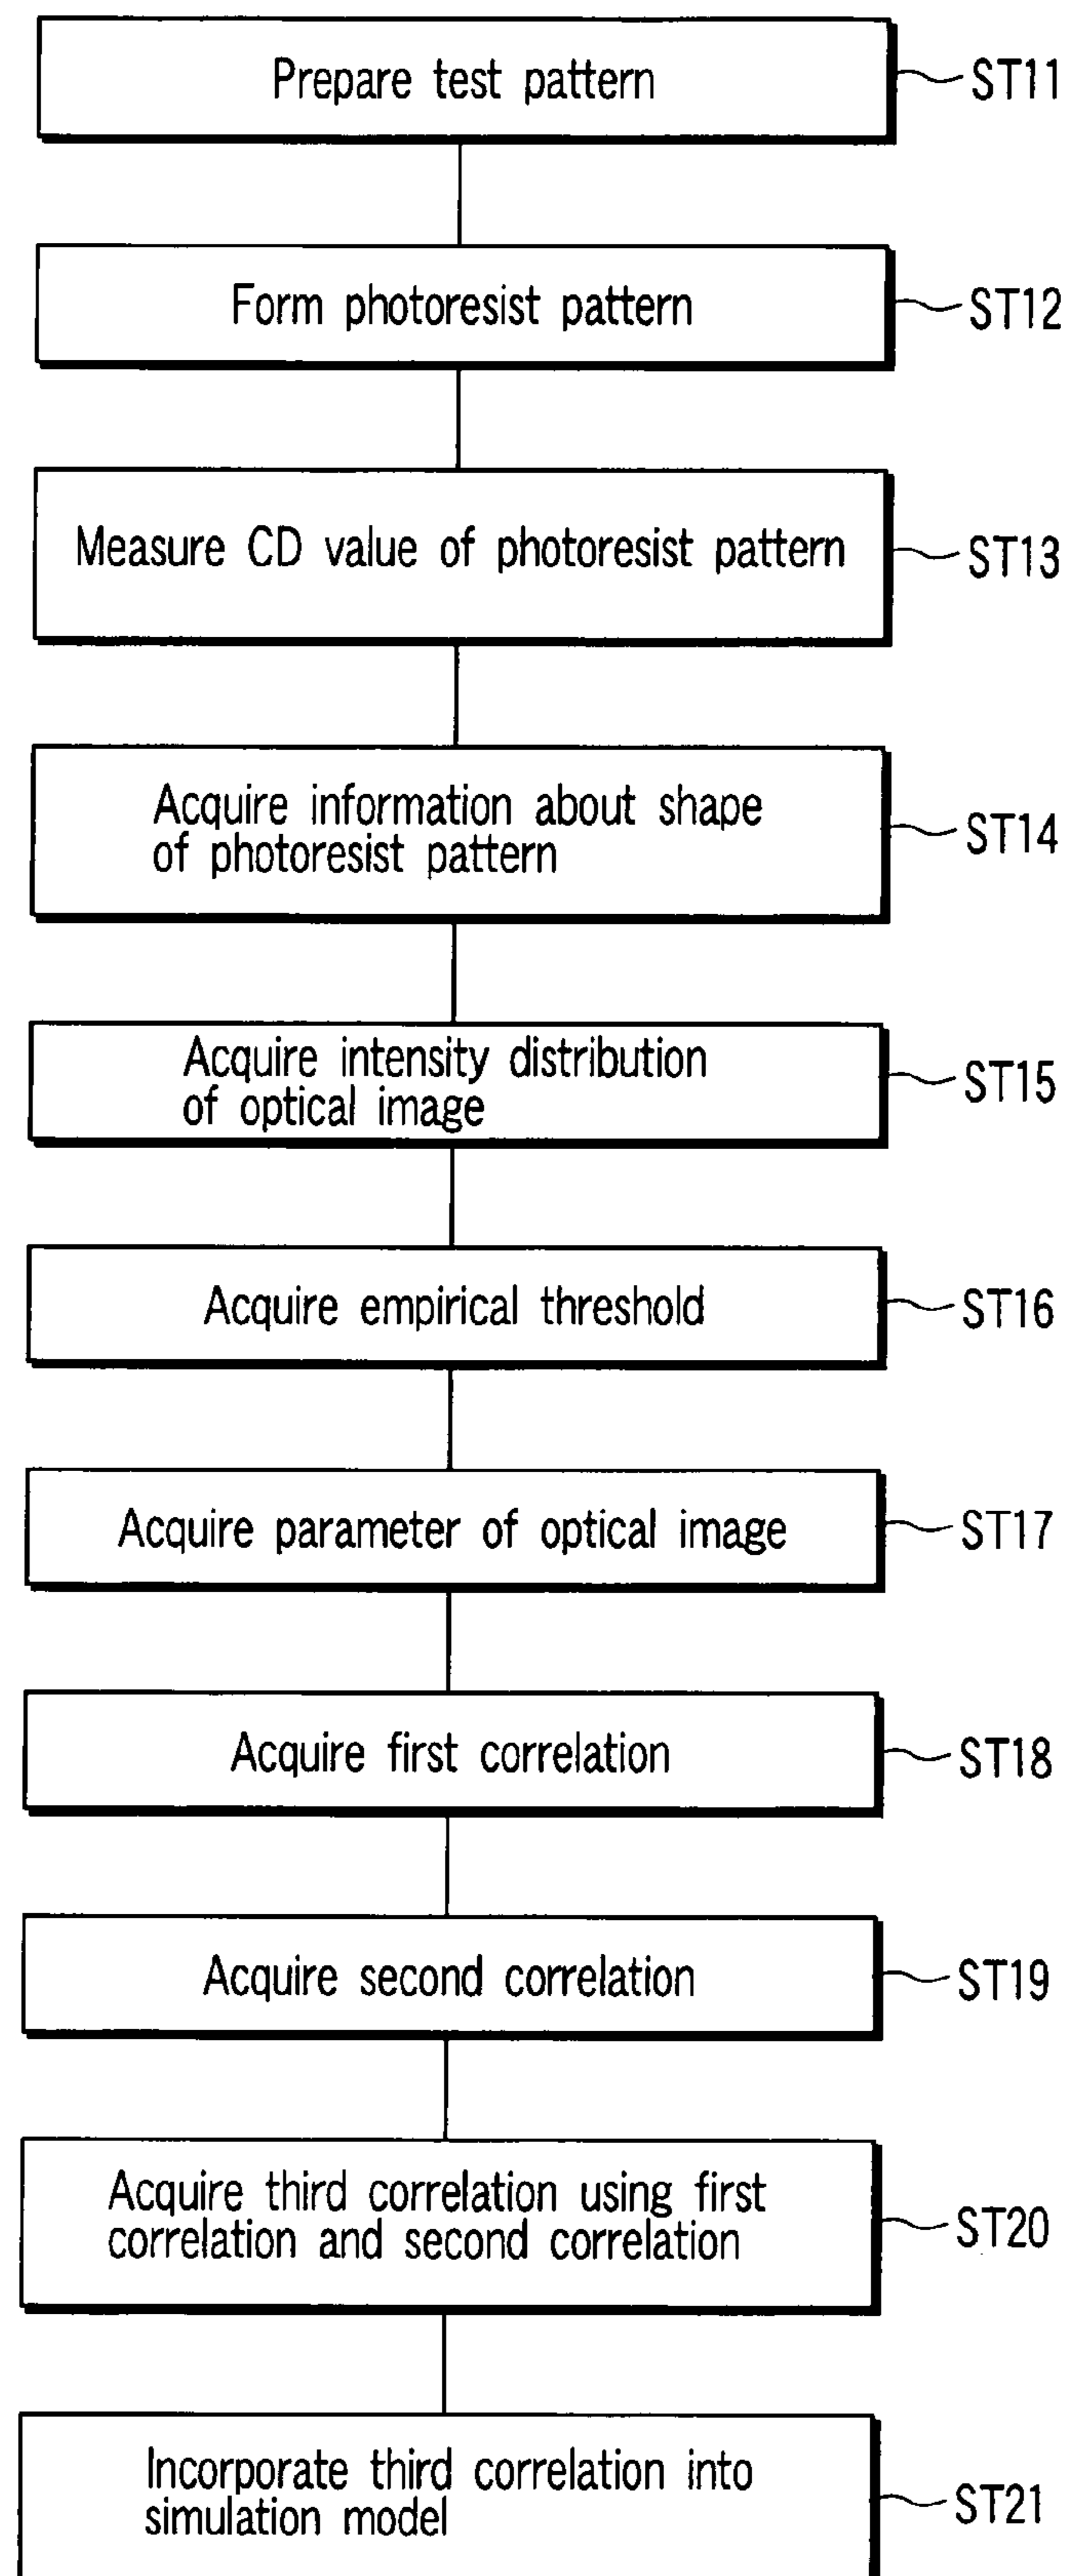 Prepare test pattern
ST11
Form photoresist pattern
ST12
Measure CD value of photoresist pattern
ST13
Acquire information about shape
of photoresist pattern
ST14
Acquire intensity distribution
of optical image
ST15
Acquire empirical threshold
ST16
Acquire parameter of optical image
ST17
Acquire first correlation
ST18
Acquire second correlation
ST19
Acquire third correlation using first
correlation and second correlation
ST20
Incorporate third correlation into
simulation model
ST21